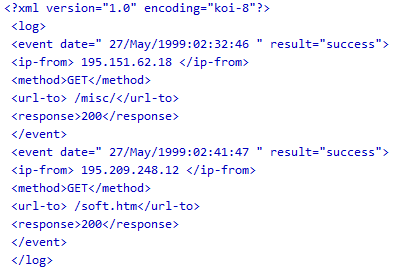 <?xml version="1.0" encoding="koi-8"?>
<log>
<event date=" 27/May/1999:02:32:46 " result="success">
<ip-from> 195.151.62.18 </ip-from>
<method>GET</method>
<url-to> /misc/</url-to>
<response>200</response>
</event>
<event date=" 27/May/1999:02:41:47 " result="success">
<ip-from> 195.209.248.12 </ip-from>
<method>GET</method>
<url-to> /soft.htm</url-to>
<response>200</response>
</event>
</log>